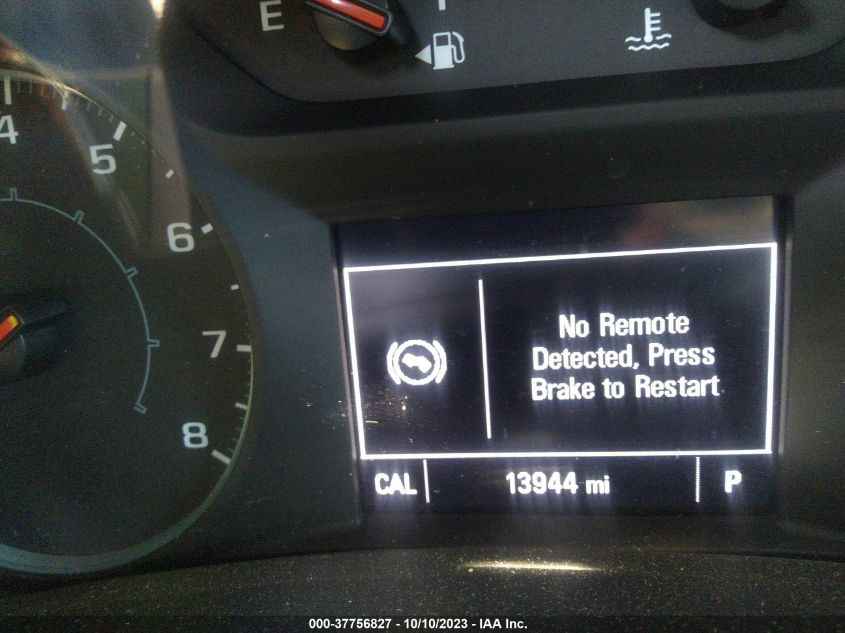 E
4
5
6
7
8
No Remote
Detected, Press
Brake to Restart
CAL 13944 mi P
000-37756827 - 10/10/2023 - IAA Inc.